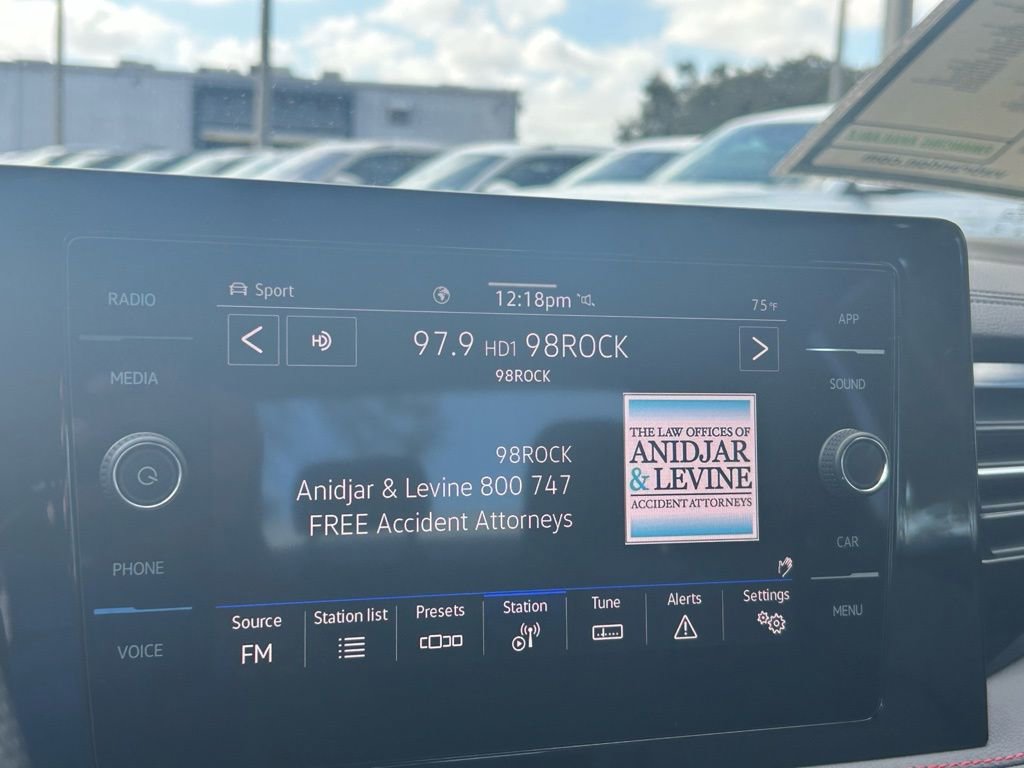 RADIO
MEDIA
PHONE
VOICE
Sport
12:18pm
75°F
HD
97.9 HD1 98ROCK
98ROCK
98ROCK
Anidjar & Levine 800 747
FREE Accident Attorneys
THE LAW OFFICES OF
ANIDJAR
& LEVINE
ACCIDENT ATTORNEYS
Source
FM
Station list
Presets
Station
Tune
Alerts
Settings
APP
SOUND
CAR
MENU